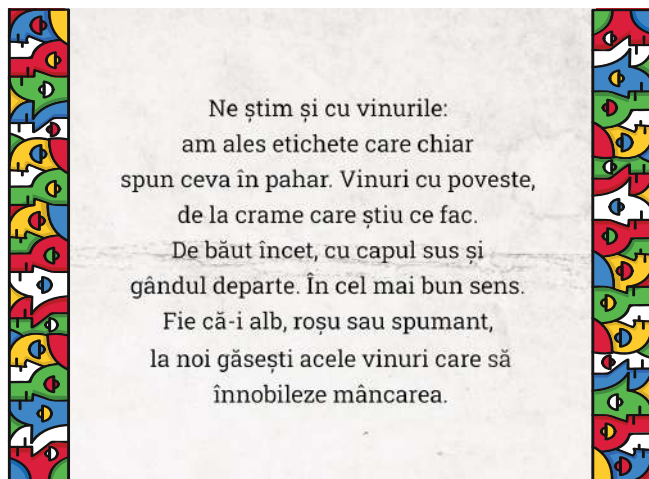 Ne știm și cu vinurile:
am ales etichete care chiar
spun ceva în pahar. Vinuri cu poveste,
de la crame care știu ce fac.
De băut încet, cu capul sus și
gândul departe. În cel mai bun sens.
Fie că-i alb, roșu sau spumant,
la noi găsești acele vinuri care să
înnobileze mâncarea.